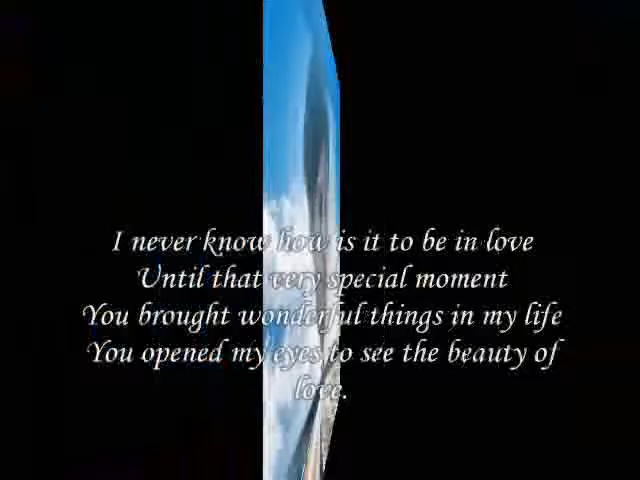 I never know how is it to be in love
Until that very special moment
You brought wonderful things in my life
You opened my eyes to see the beauty of
love.